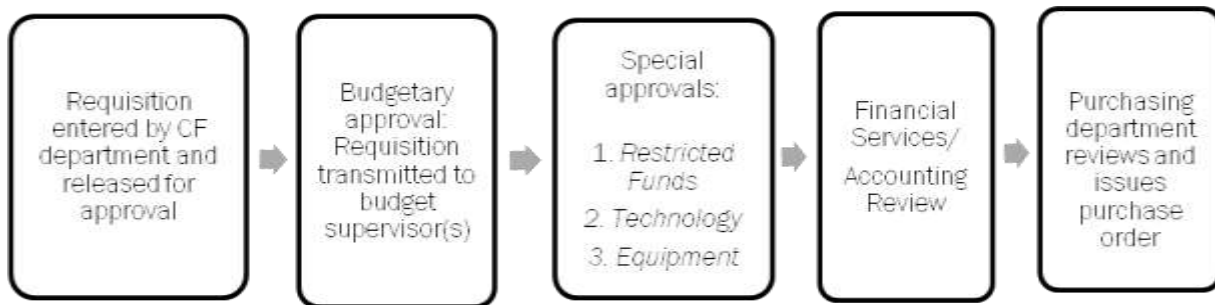 Requisition
entered by CF
department and
released for
approval
Budgetary
approval:
Requisition
transmitted to
budget
supervisor(s)
Special
approvals:
1. Restricted
Funds
2. Technology
3. Equipment
Financial
Services/
Accounting
Review
Purchasing
department
reviews and
issues
purchase
order